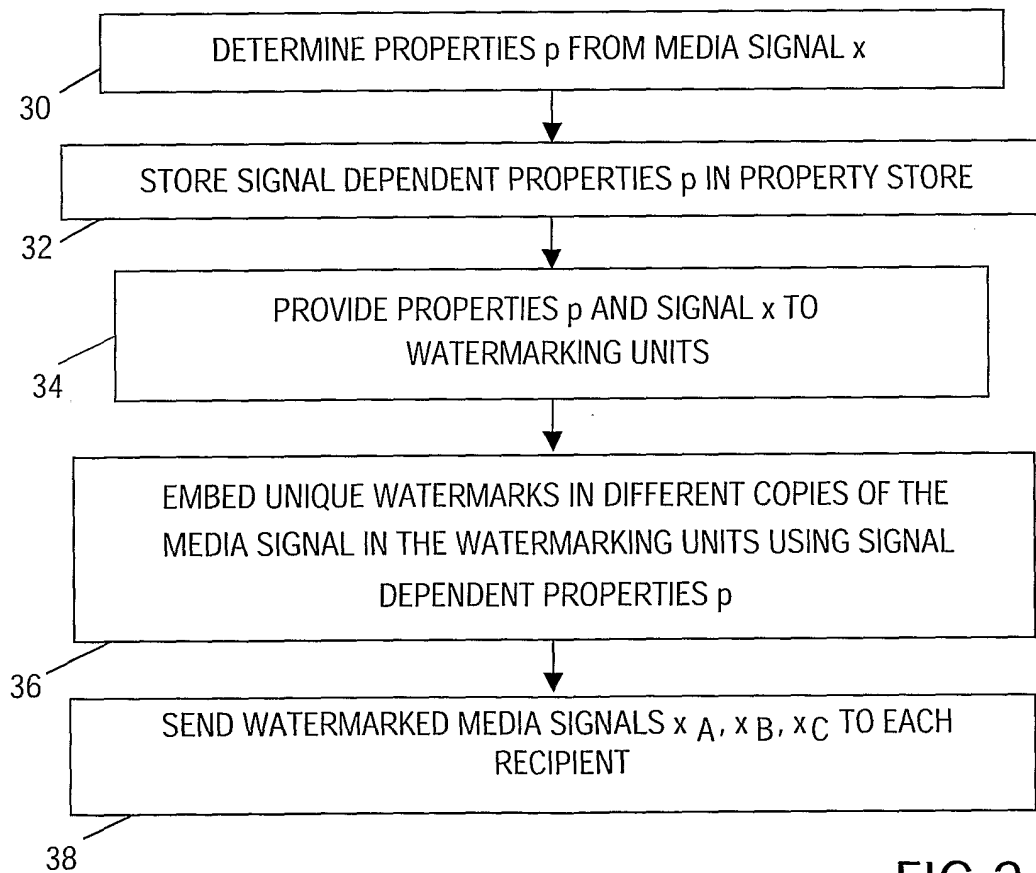 DETERMINE PROPERTIES p FROM MEDIA SIGNAL x
30
STORE SIGNAL DEPENDENT PROPERTIES p IN PROPERTY STORE
32
PROVIDE PROPERTIES p AND SIGNAL x TO
WATERMARKING UNITS
34
EMBED UNIQUE WATERMARKS IN DIFFERENT COPIES OF THE
MEDIA SIGNAL IN THE WATERMARKING UNITS USING SIGNAL
DEPENDENT PROPERTIES p
36
SEND WATERMARKED MEDIA SIGNALS x A, x B, x C TO EACH
RECIPIENT
38